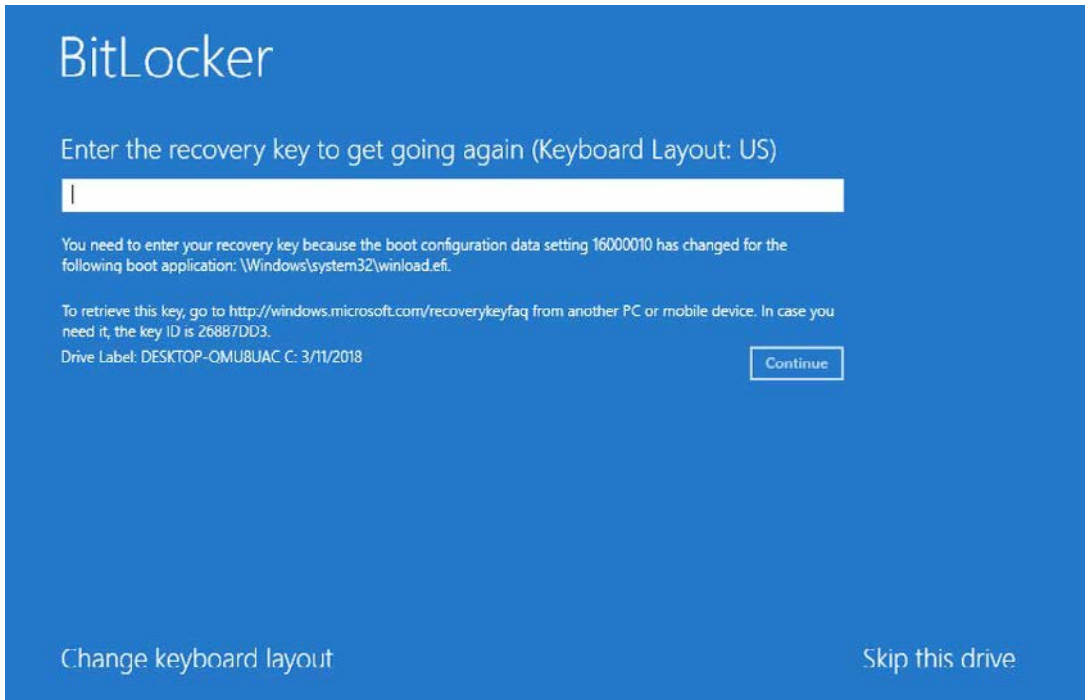 BitLocker
Enter the recovery key to get going again (Keyboard Layout: US)
You need to enter your recovery key because the boot configuration data setting 16000010 has changed for the
following boot application: \Windows\system32\winload.efi.
To retrieve this key, go to http://windows.microsoft.com/recoverykeyfaq from another PC or mobile device. In case you
need it, the key ID is 26887DD3.
Drive Label: DESKTOP-QMU8UAC C: 3/11/2018
Continue
Change keyboard layout
Skip this drive